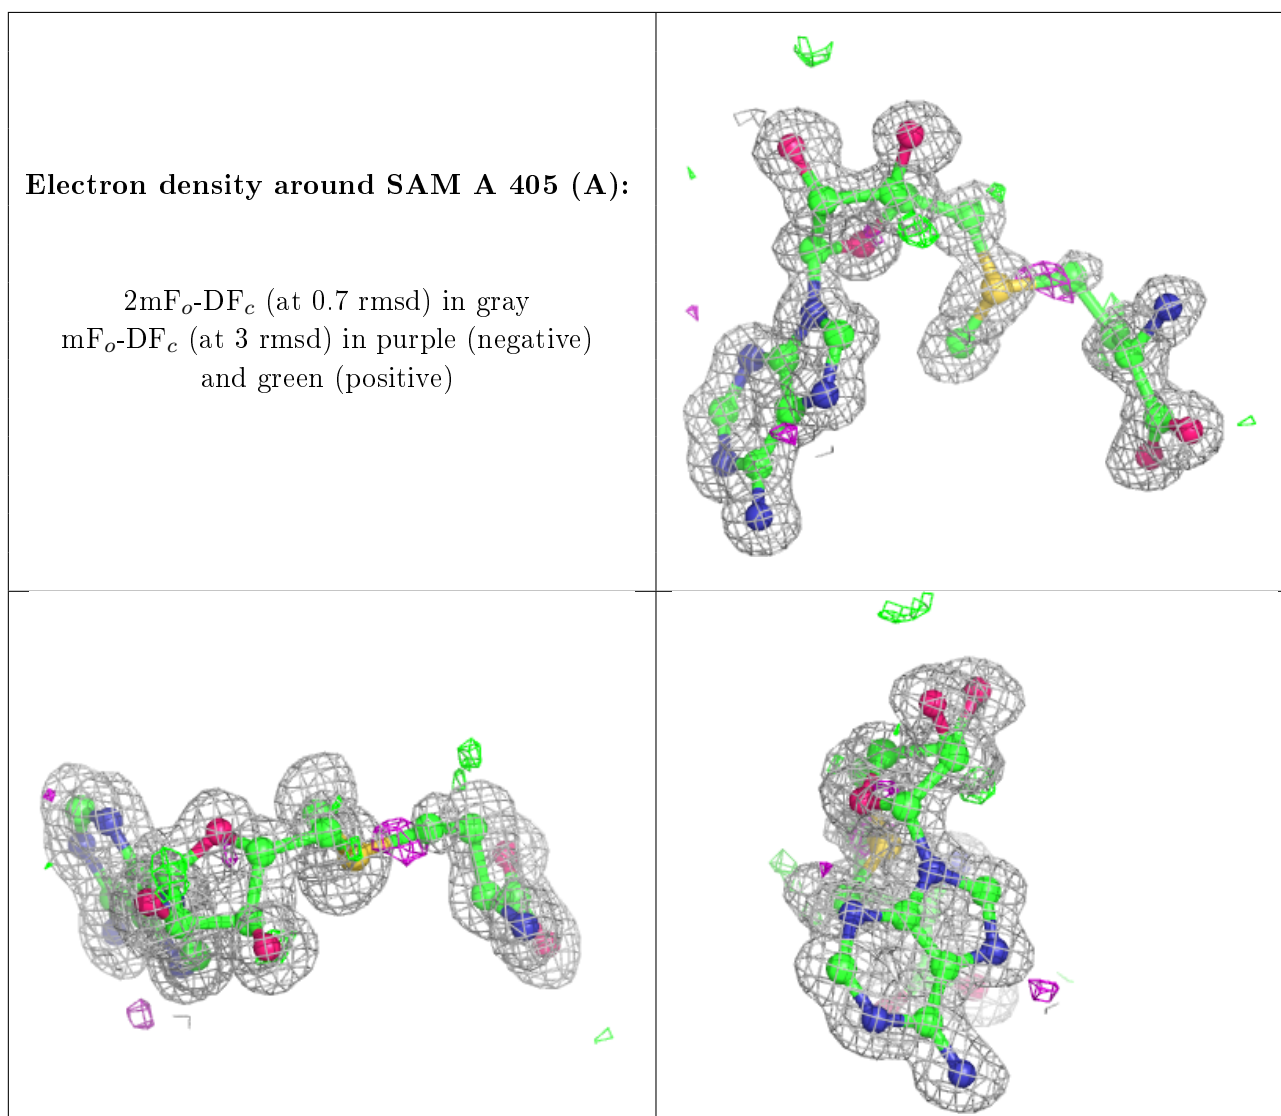 Electron density around SAM A 405 (A):
2mFₒ-DF𝒸 (at 0.7 rmsd) in gray
mFₒ-DF𝒸 (at 3 rmsd) in purple (negative)
and green (positive)